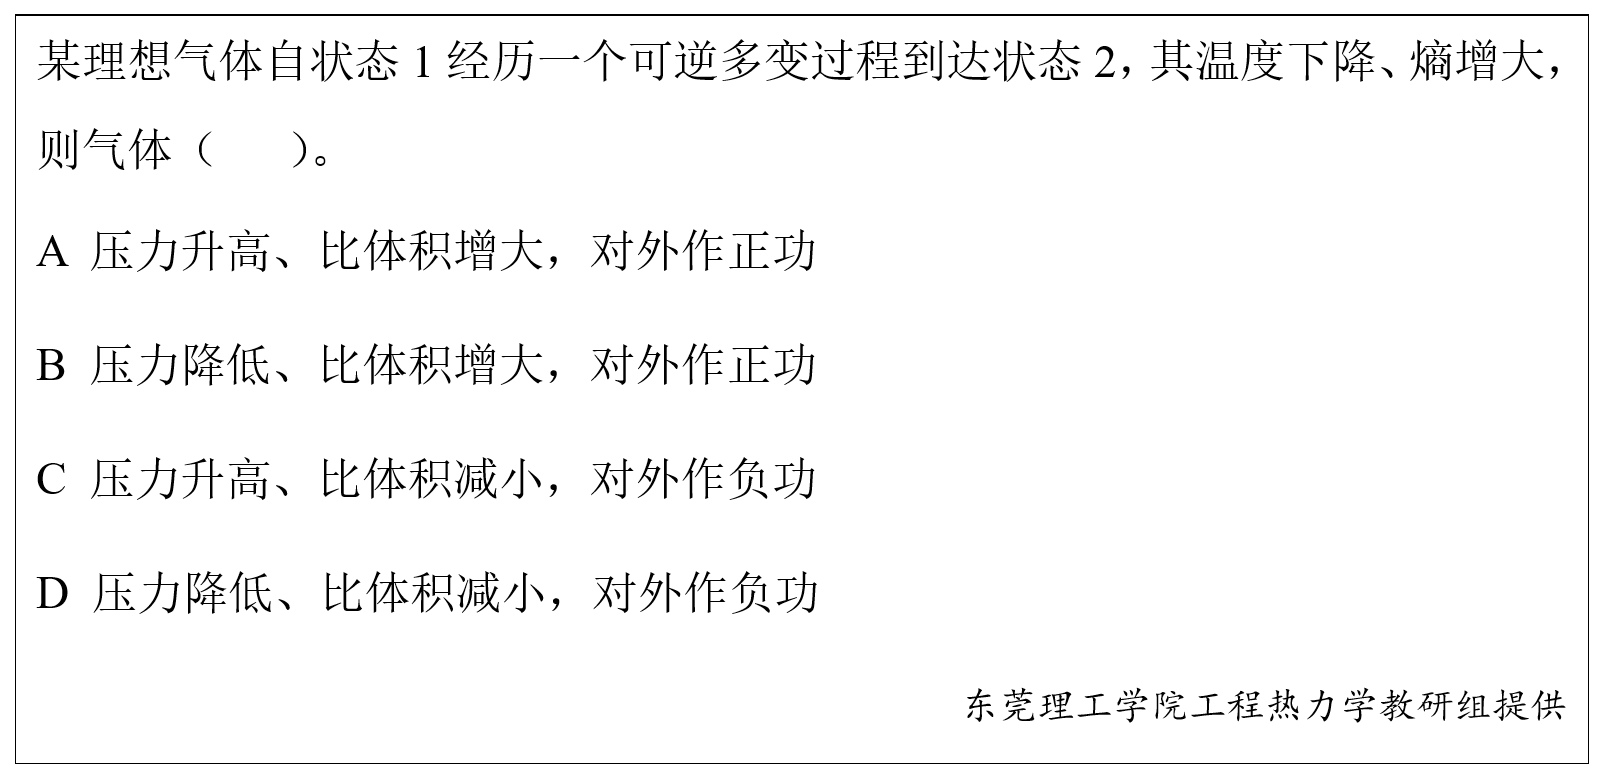 某理想气体自状态 1 经历一个可逆多变过程到达状态 2，其温度下降、熵增大，
则气体（　　）。
A 压力升高、比体积增大，对外作正功
B 压力降低、比体积增大，对外作正功
C 压力升高、比体积减小，对外作负功
D 压力降低、比体积减小，对外作负功
东莞理工学院工程热力学教研组提供